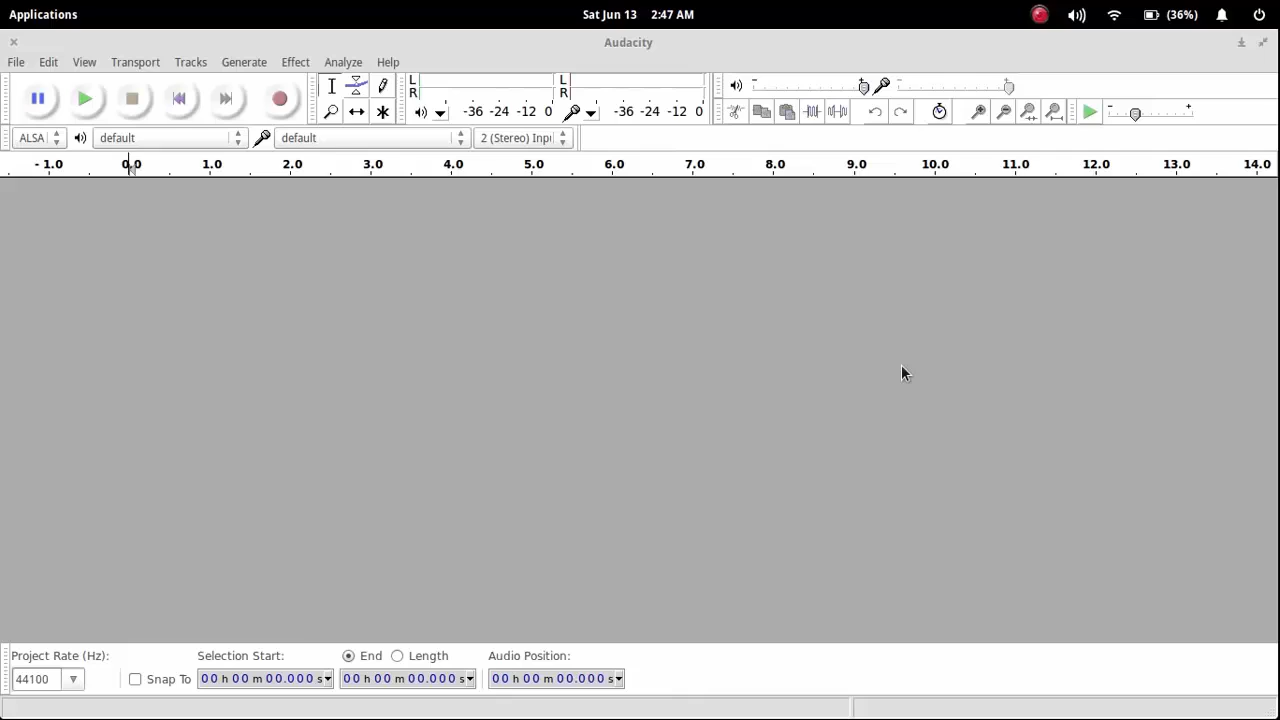 Applications Sat Jun 13 2:47 AM (36%)
Audacity
File Edit View Transport Tracks Generate Effect Analyze Help
L R L R
-36 -24 -12 0 -36 -24 -12 0
ALSA default default 2 (Stereo) Inpu
- 1.0 0.0 1.0 2.0 3.0 4.0 5.0 6.0 7.0 8.0 9.0 10.0 11.0 12.0 13.0 14.0
Project Rate (Hz): Selection Start: End Length Audio Position:
44100 Snap To 00 h 00 m 00.000 s 00 h 00 m 00.000 s 00 h 00 m 00.000 s